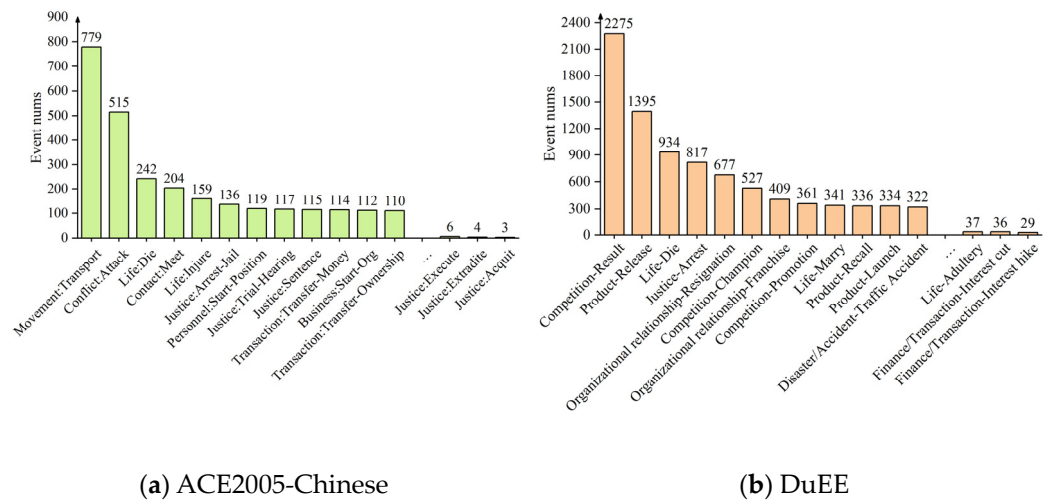 900
800
700
600
500
400
300
200
100
0
Event nums
779
515
242
204
159
136
119
117
115
114
112
110
6
4
3
Movement:Transport
Conflict:Attack
Life:Die
Contact:Meet
Life:Injure
Justice:Arrest-Jail
Personnel:Start-Position
Justice:Trial-Hearing
Justice:Sentence
Transaction:Transfer-Money
Business:Start-Org
Transaction:Transfer-Ownership
...
Justice:Execute
Justice:Extradite
Justice:Acquit
(a) ACE2005-Chinese
2400
2100
1800
1500
1200
900
600
300
0
Event nums
2275
1395
934
817
677
527
409
361
341
336
334
322
37
36
29
Competition-Result
Product-Release
Life-Die
Justice-Arrest
Organizational relationship-Resignation
Competition-Champion
Organizational relationship-Franchise
Competition-Promotion
Life-Marry
Product-Recall
Product-Launch
Disaster/Accident-Traffic Accident
...
Life-Adultery
Finance/Transaction-Interest cut
Finance/Transaction-Interest hike
(b) DuEE